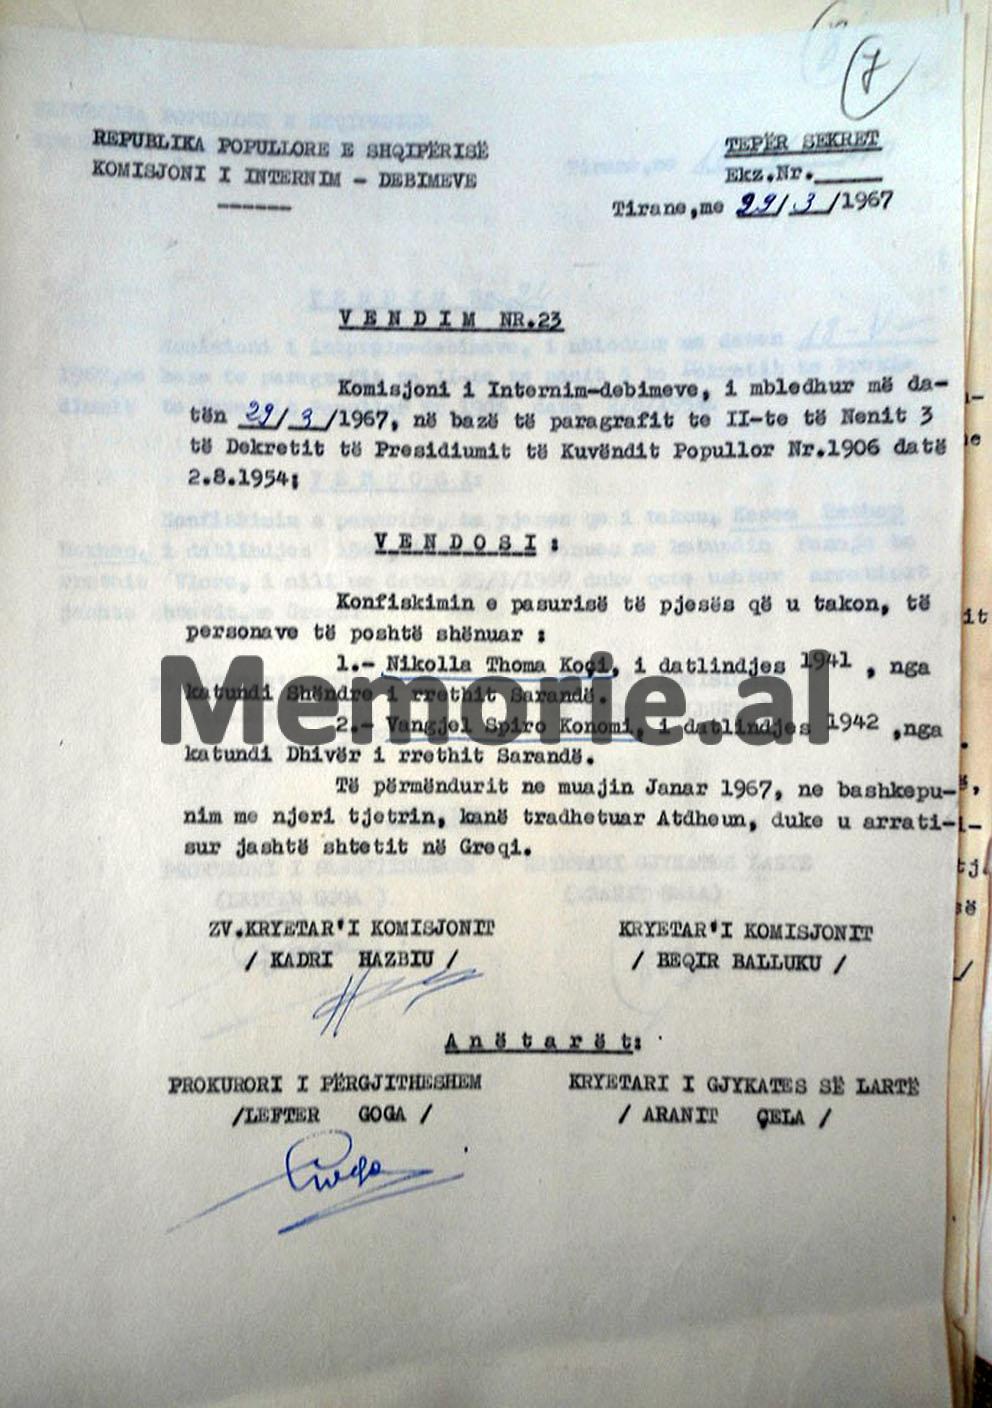 7
REPUBLIKA POPULLORE E SHQIPËRISË
KOMISJONI I INTERNIM - DEBIMEVE
TEPËR SEKRET
Ekz.Nr.
Tirane,me 29/3/1967
VENDIM NR.23
Komisjoni i Internim-debimeve, i mbledhur më da-
tën 29/3/1967, në bazë të paragrafit te II-te të Nenit 3
të Dekretit të Presidiumit të Kuvëndit Popullor Nr.1906 datë
2.8.1954;
VENDOSI :
Konfiskimin e pasurisë të pjesës që u takon, të
personave të poshtë shënuar :
1.- Nikolla Thoma Koçi, i datlindjes 1941 , nga
katundi Shëndre i rrethit Sarandë.
2.- Vangjel Spiro Konomi, i datlindjes 1942 ,nga
katundi Dhivër i rrethit Sarandë.
Memorie.al
Të përmëndurit ne muajin Janar 1967, ne bashkepu-
nim me njeri tjetrin, kanë tradhetuar Atdheun, duke u arrati-
sur jashtë shtetit në Greqi.
ZV.KRYETAR'I KOMISJONIT
/ KADRI HAZBIU /
KRYETAR'I KOMISJONIT
/ BEQIR BALLUKU /
Anëtarët:
PROKURORI I PËRGJITHESHEM
/LEFTER GOGA /
KRYETARI I GJYKATES SË LARTË
/ ARANIT ÇELA /